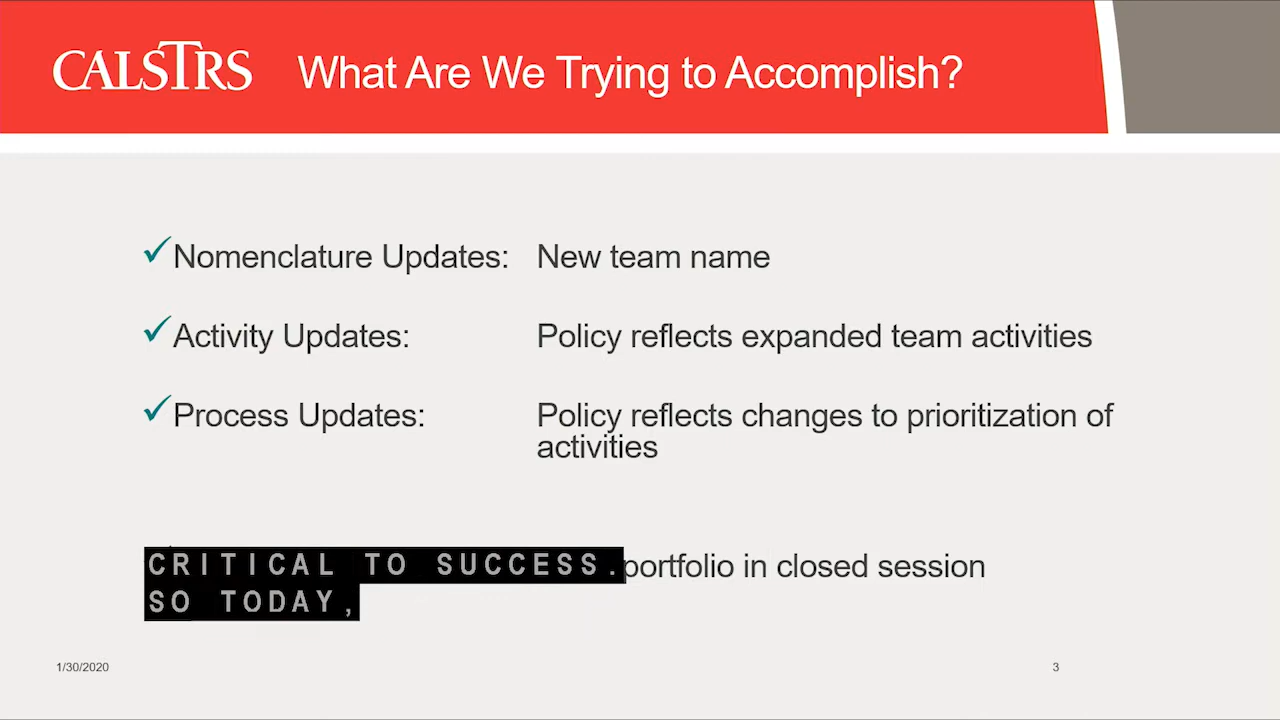 CALSTRS What Are We Trying to Accomplish?
Nomenclature Updates: New team name
Activity Updates: Policy reflects expanded team activities
Process Updates: Policy reflects changes to prioritization of
activities
CRITICAL TO SUCCESS. portfolio in closed session
SO TODAY,
1/30/2020 3